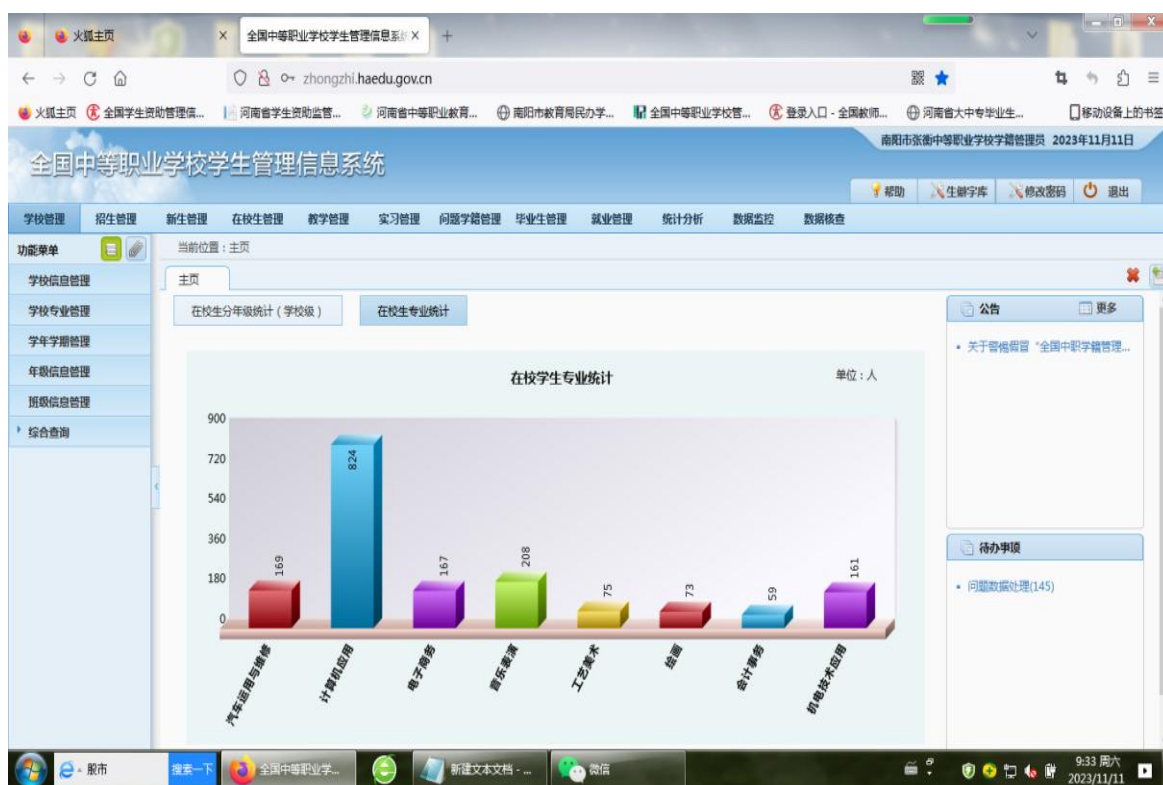 火狐主页
全国中等职业学校学生管理信息系统
zhongzhi.haedu.gov.cn
火狐主页 全国学生资助管理信... 河南省学生资助监管... 河南省中等职业教育... 南阳市教育局民办学... 全国中等职业学校管... 登录入口 - 全国教师... 河南省大中专毕业生... 移动设备上的书签
南阳市张衡中等职业学校学籍管理员 2023年11月11日
全国中等职业学校学生管理信息系统
帮助 生僻字库 修改密码 退出
学校管理 招生管理 新生管理 在校生管理 教学管理 实习管理 问题学籍管理 毕业生管理 就业管理 统计分析 数据监控 数据核查
功能菜单
当前位置：主页
学校信息管理
学校专业管理
学年学期管理
年级信息管理
班级信息管理
综合查询
主页
在校生分年级统计（学校级） 在校生专业统计
公告 更多
关于警惕假冒“全国中职学籍管理...
在校学生专业统计
单位：人
900
720
540
360
180
0
169
824
167
208
75
73
59
161
汽车运用与维修
计算机应用
电子商务
音乐表演
工艺美术
绘画
会计事务
机电技术应用
待办事项
问题数据处理(145)
股市
搜索一下
全国中等职业学...
新建文本文档 - ...
微信
9:33 周六
2023/11/11